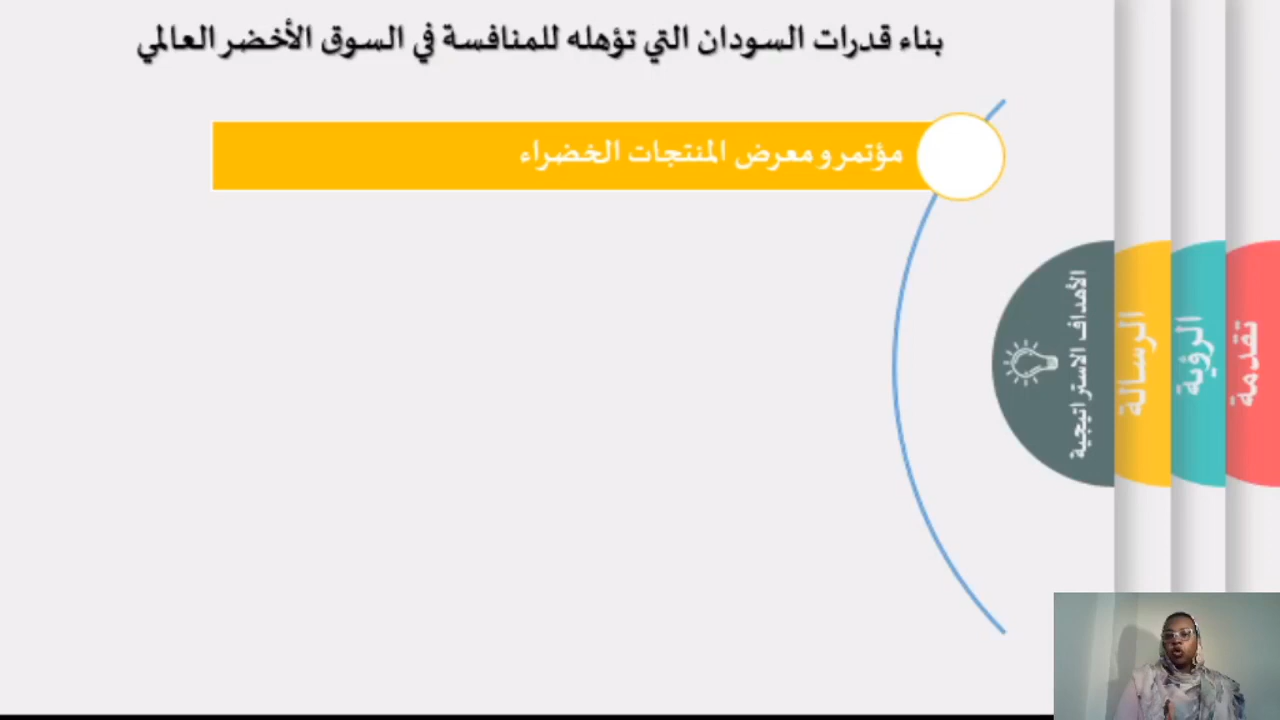 بناء قدرات السودان التي تؤهله للمنافسة في السوق الأخضر العالمي
مؤتمر و معرض المنتجات الخضراء
تقدمة
الرؤية
الرسالة
الأهداف الاستراتيجية